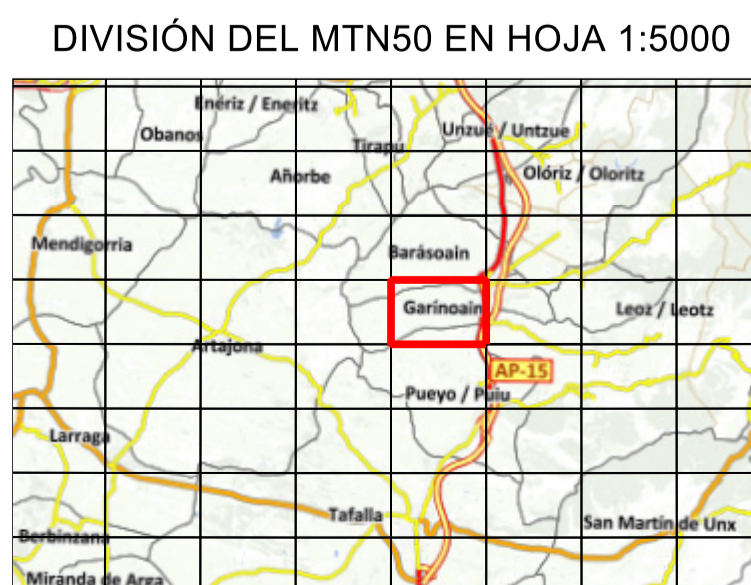 DIVISIÓN DEL MTN50 EN HOJA 1:5000
Enériz / Eneritz
Obanos
Unzué / Untzue
Tirapu
Añorbe
Olóriz / Oloritz
Mendigorria
Barásoain
Garínoain
Leoz / Leotz
Artajona
AP-15
Pueyo / Puiu
Larraga
Tafalla
San Martín de Unx
Berbinzana
Miranda de Arga